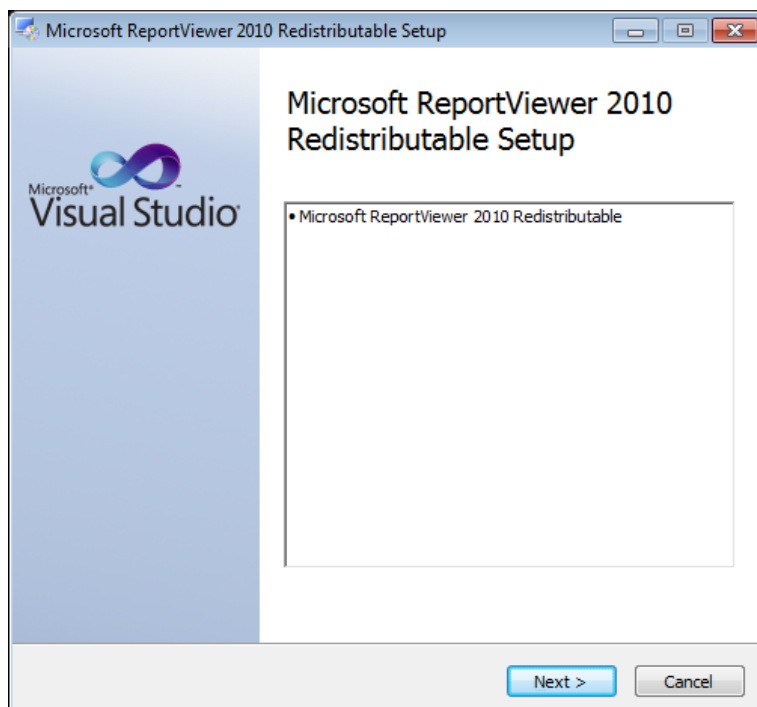 Microsoft ReportViewer 2010 Redistributable Setup
Microsoft ReportViewer 2010
Redistributable Setup
Microsoft®
Visual Studio®
• Microsoft ReportViewer 2010 Redistributable
Next >
Cancel